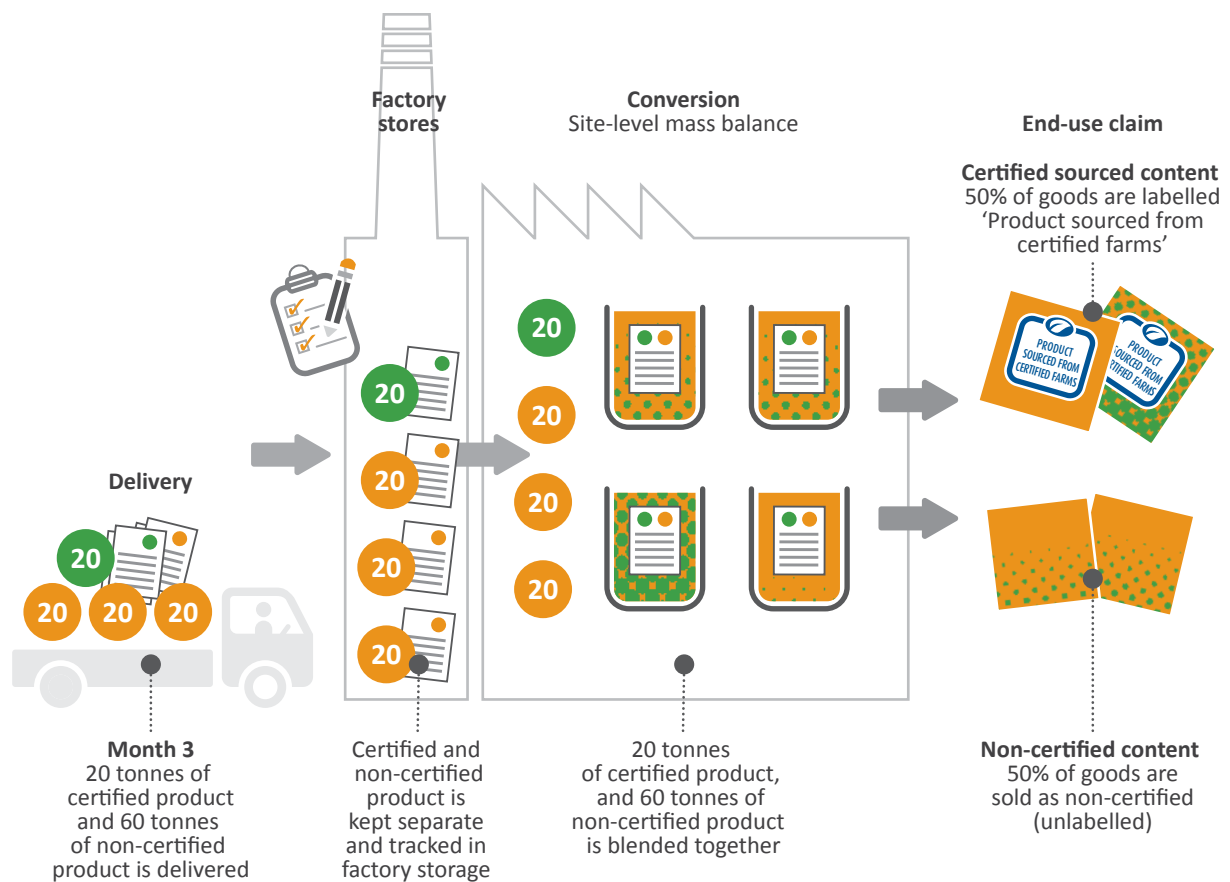 Factory
stores
Conversion
Site-level mass balance
End-use claim
Certified sourced content
50% of goods are labelled
‘Product sourced from
certified farms’
20
20
20
20
20
20
20
20
PRODUCT
SOURCED FROM
CERTIFIED FARMS
PRODUCT
SOURCED FROM
CERTIFIED FARMS
Delivery
20
20
20
20
Month 3
20 tonnes of
certified product
and 60 tonnes
of non-certified
product is delivered
Certified and
non-certified
product is
kept separate
and tracked in
factory storage
20 tonnes
of certified product,
and 60 tonnes of
non-certified product
is blended together
Non-certified content
50% of goods are
sold as non-certified
(unlabelled)